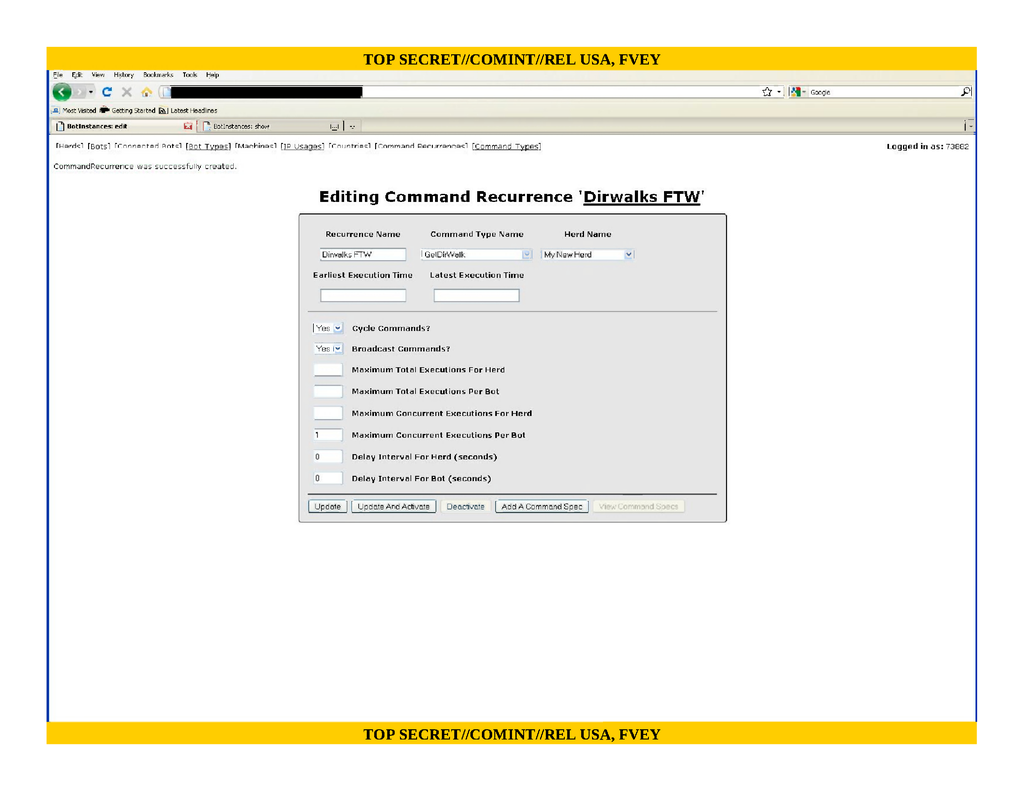 TOP SECRET//COMINT//REL USA, FVEY
File Edit View History Bookmarks Tools Help
Google
Most Visited Getting Started Latest Headlines
BotInstances: edit BotInstances: show
[Herds] [Bots] [Connected Bots] [Bot Types] [Machines] [IP Usages] [Countries] [Command Recurrences] [Command Types] Logged in as: 73882
CommandRecurrence was successfully created.
Editing Command Recurrence 'Dirwalks FTW'
Recurrence Name Command Type Name Herd Name
Dirwalks FTW GetDirWalk My New Herd
Earliest Execution Time Latest Execution Time
Yes Cycle Commands?
Yes Broadcast Commands?
Maximum Total Executions For Herd
Maximum Total Executions Per Bot
Maximum Concurrent Executions For Herd
1 Maximum Concurrent Executions Per Bot
0 Delay Interval For Herd (seconds)
0 Delay Interval For Bot (seconds)
Update Update And Activate Deactivate Add A Command Spec View Command Specs
TOP SECRET//COMINT//REL USA, FVEY